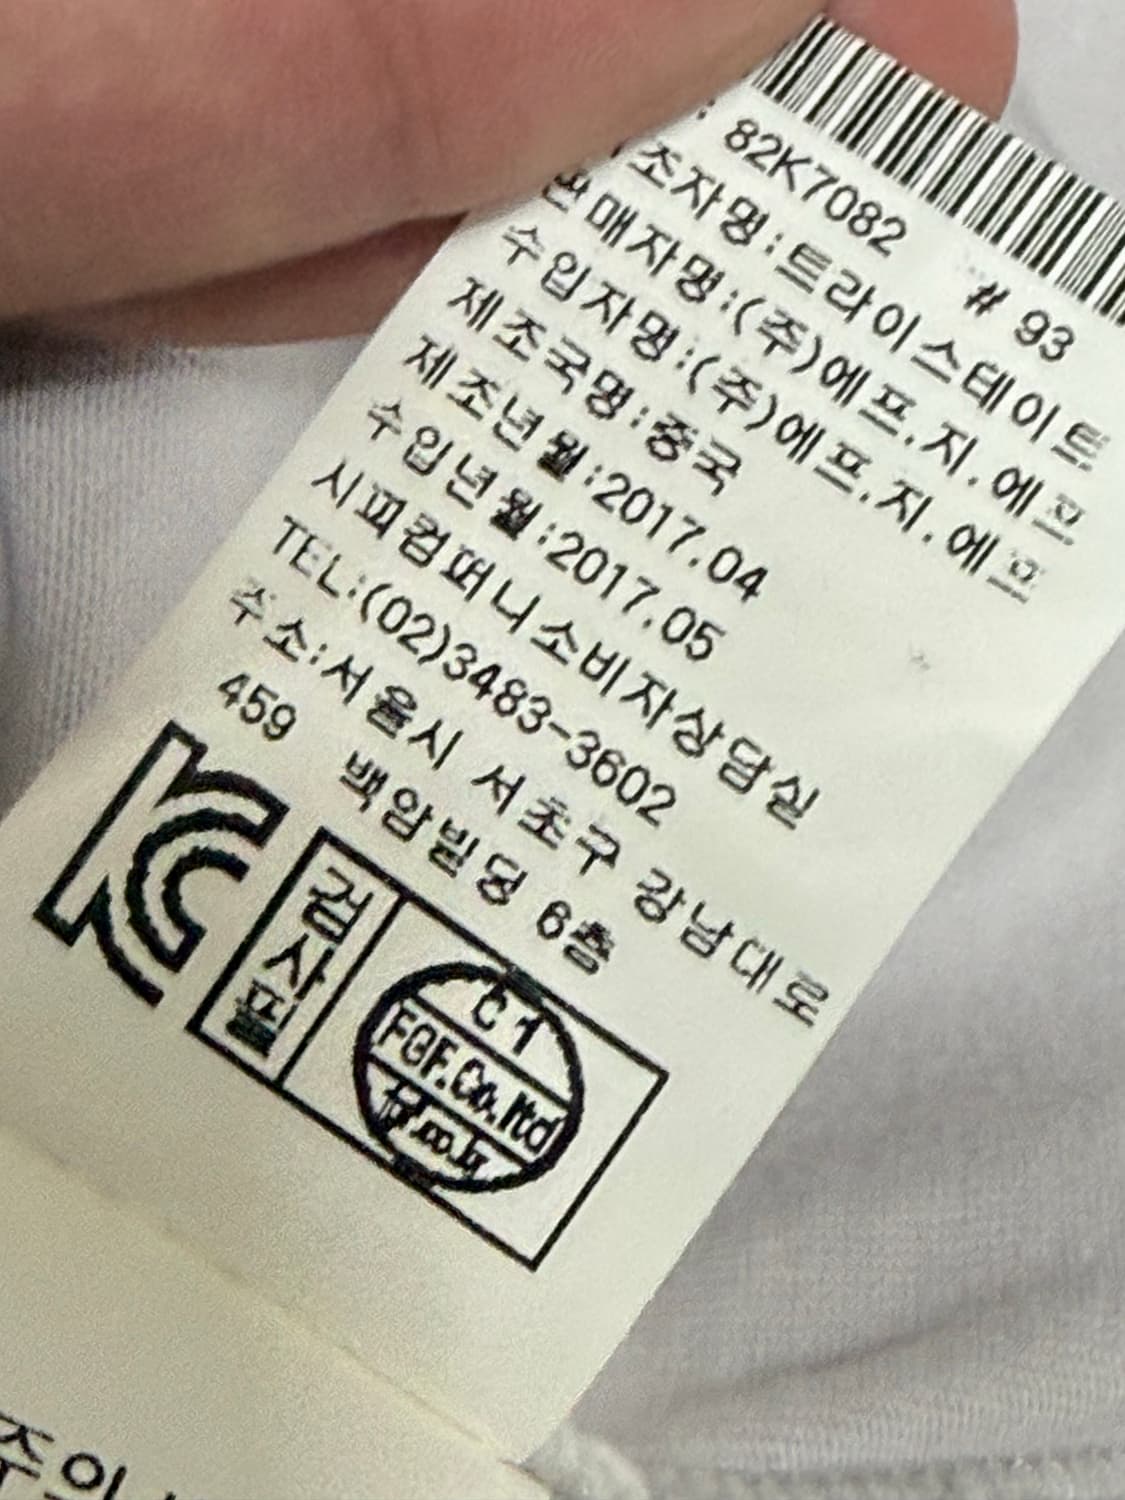 : 82K7082 # 93
조자명:트라이스테이트
판매자명:(주)에프.지.에프
수입자명:(주)에프.지.에프
제조국명:중국
제조년월:2017.04
수입년월:2017.05
시피컴퍼니소비자상담실
TEL:(02)3483-3602
주소:서울시 서초구 강남대로
459 백암빌딩 6층
KC
검사필
C 1
FGF.Co.ltd